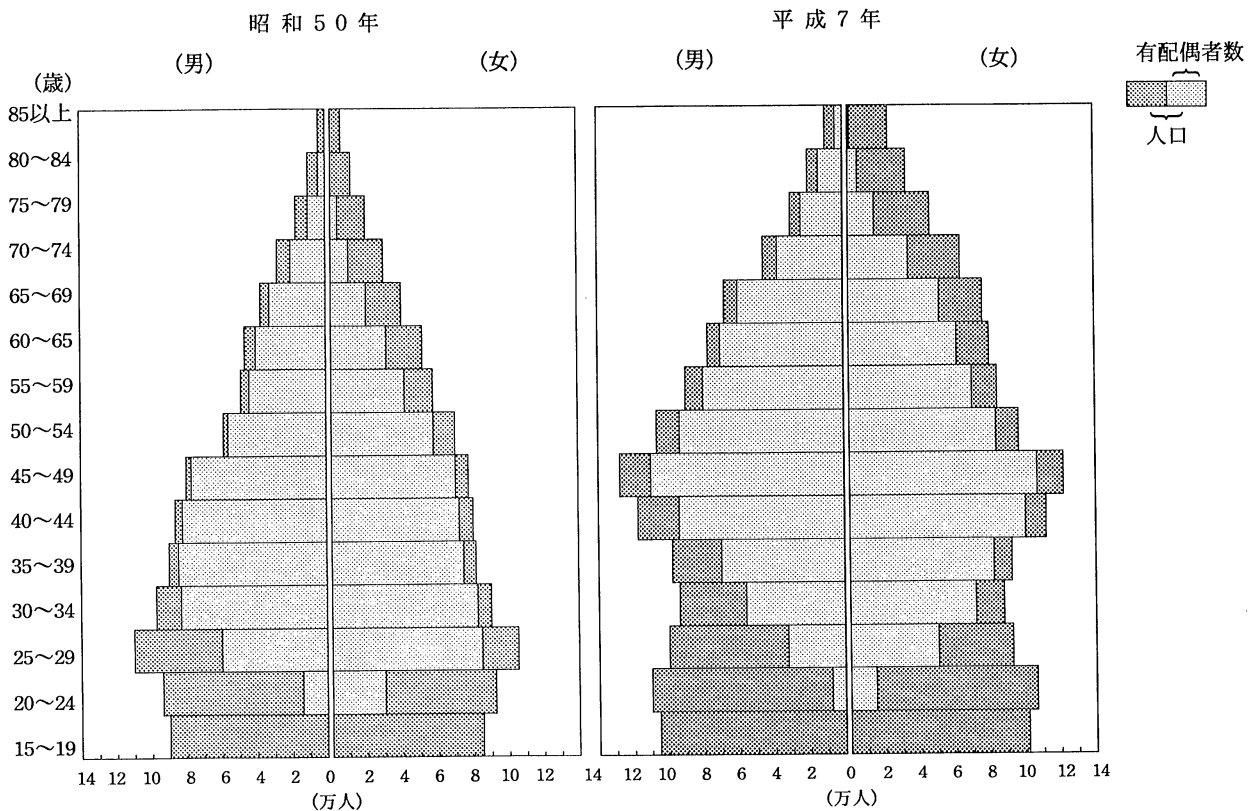 昭和50年
平成7年
(男)
(女)
(男)
(女)
有配偶者数
人口
(歳)
85以上
80〜84
75〜79
70〜74
65〜69
60〜65
55〜59
50〜54
45〜49
40〜44
35〜39
30〜34
25〜29
20〜24
15〜19
14 12 10 8 6 4 2 0 2 4 6 8 10 12
14 12 10 8 6 4 2 0 2 4 6 8 10 12 14
(万人)
(万人)